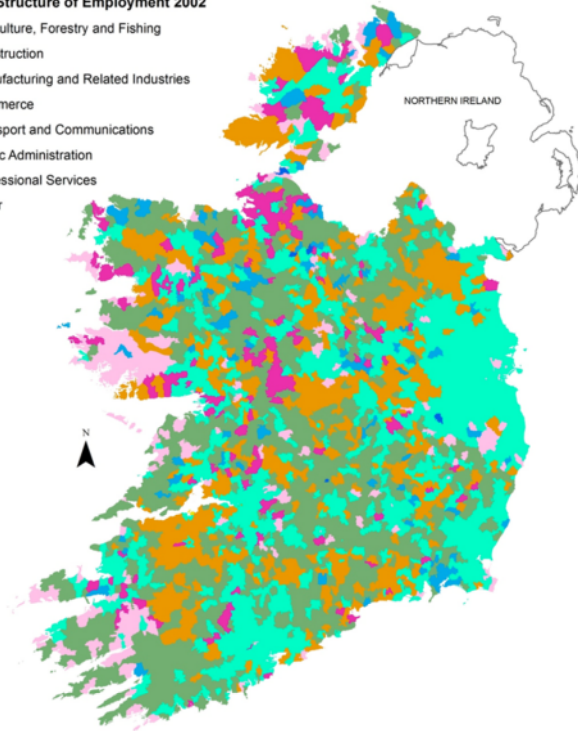 Structure of Employment 2002
ulture, Forestry and Fishing
truction
ufacturing and Related Industries
merce
sport and Communications
c Administration
essional Services
r
NORTHERN IRELAND
N